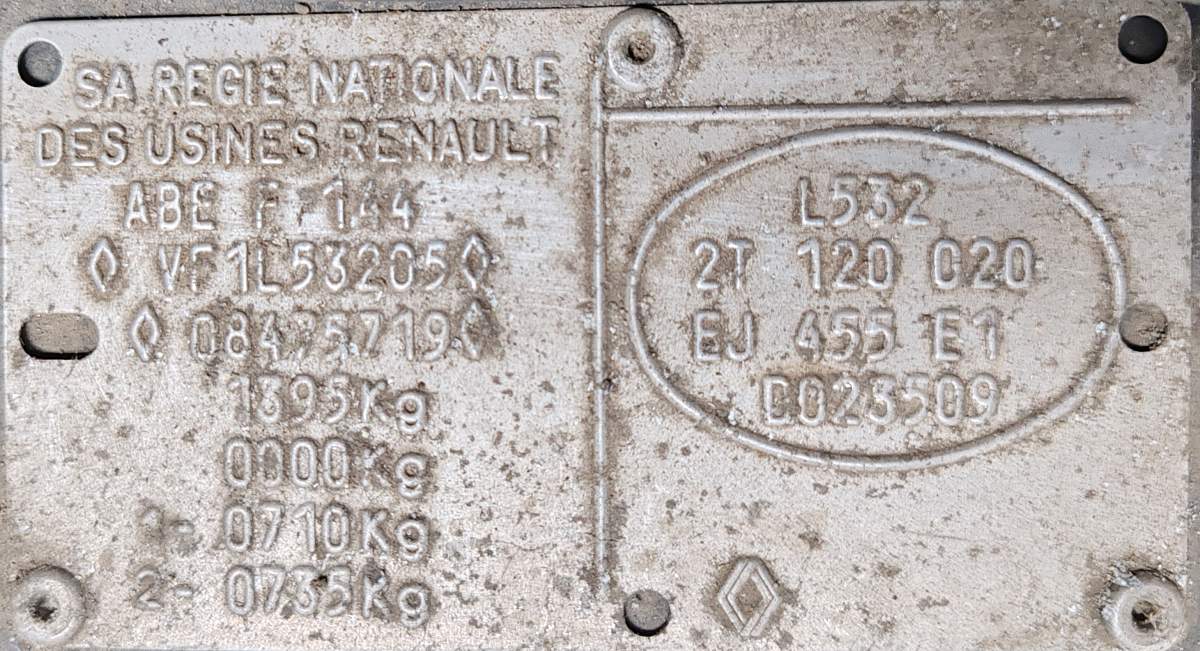 SA REGIE NATIONALE
DES USINES RENAULT
ABE F 144
VF1L53205
08475719
1395Kg
0000Kg
1- 0710Kg
2- 0735Kg
L532
2T 120 020
EJ 455 E1
D023509